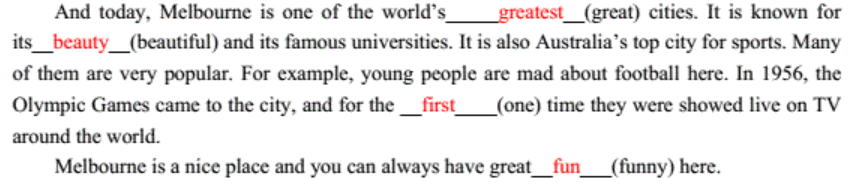 And today, Melbourne is one of the world's_____greatest__(great) cities. It is known for
its__beauty__(beautiful) and its famous universities. It is also Australia's top city for sports. Many
of them are very popular. For example, young people are mad about football here. In 1956, the
Olympic Games came to the city, and for the __first____(one) time they were showed live on TV
around the world.
Melbourne is a nice place and you can always have great__fun___(funny) here.